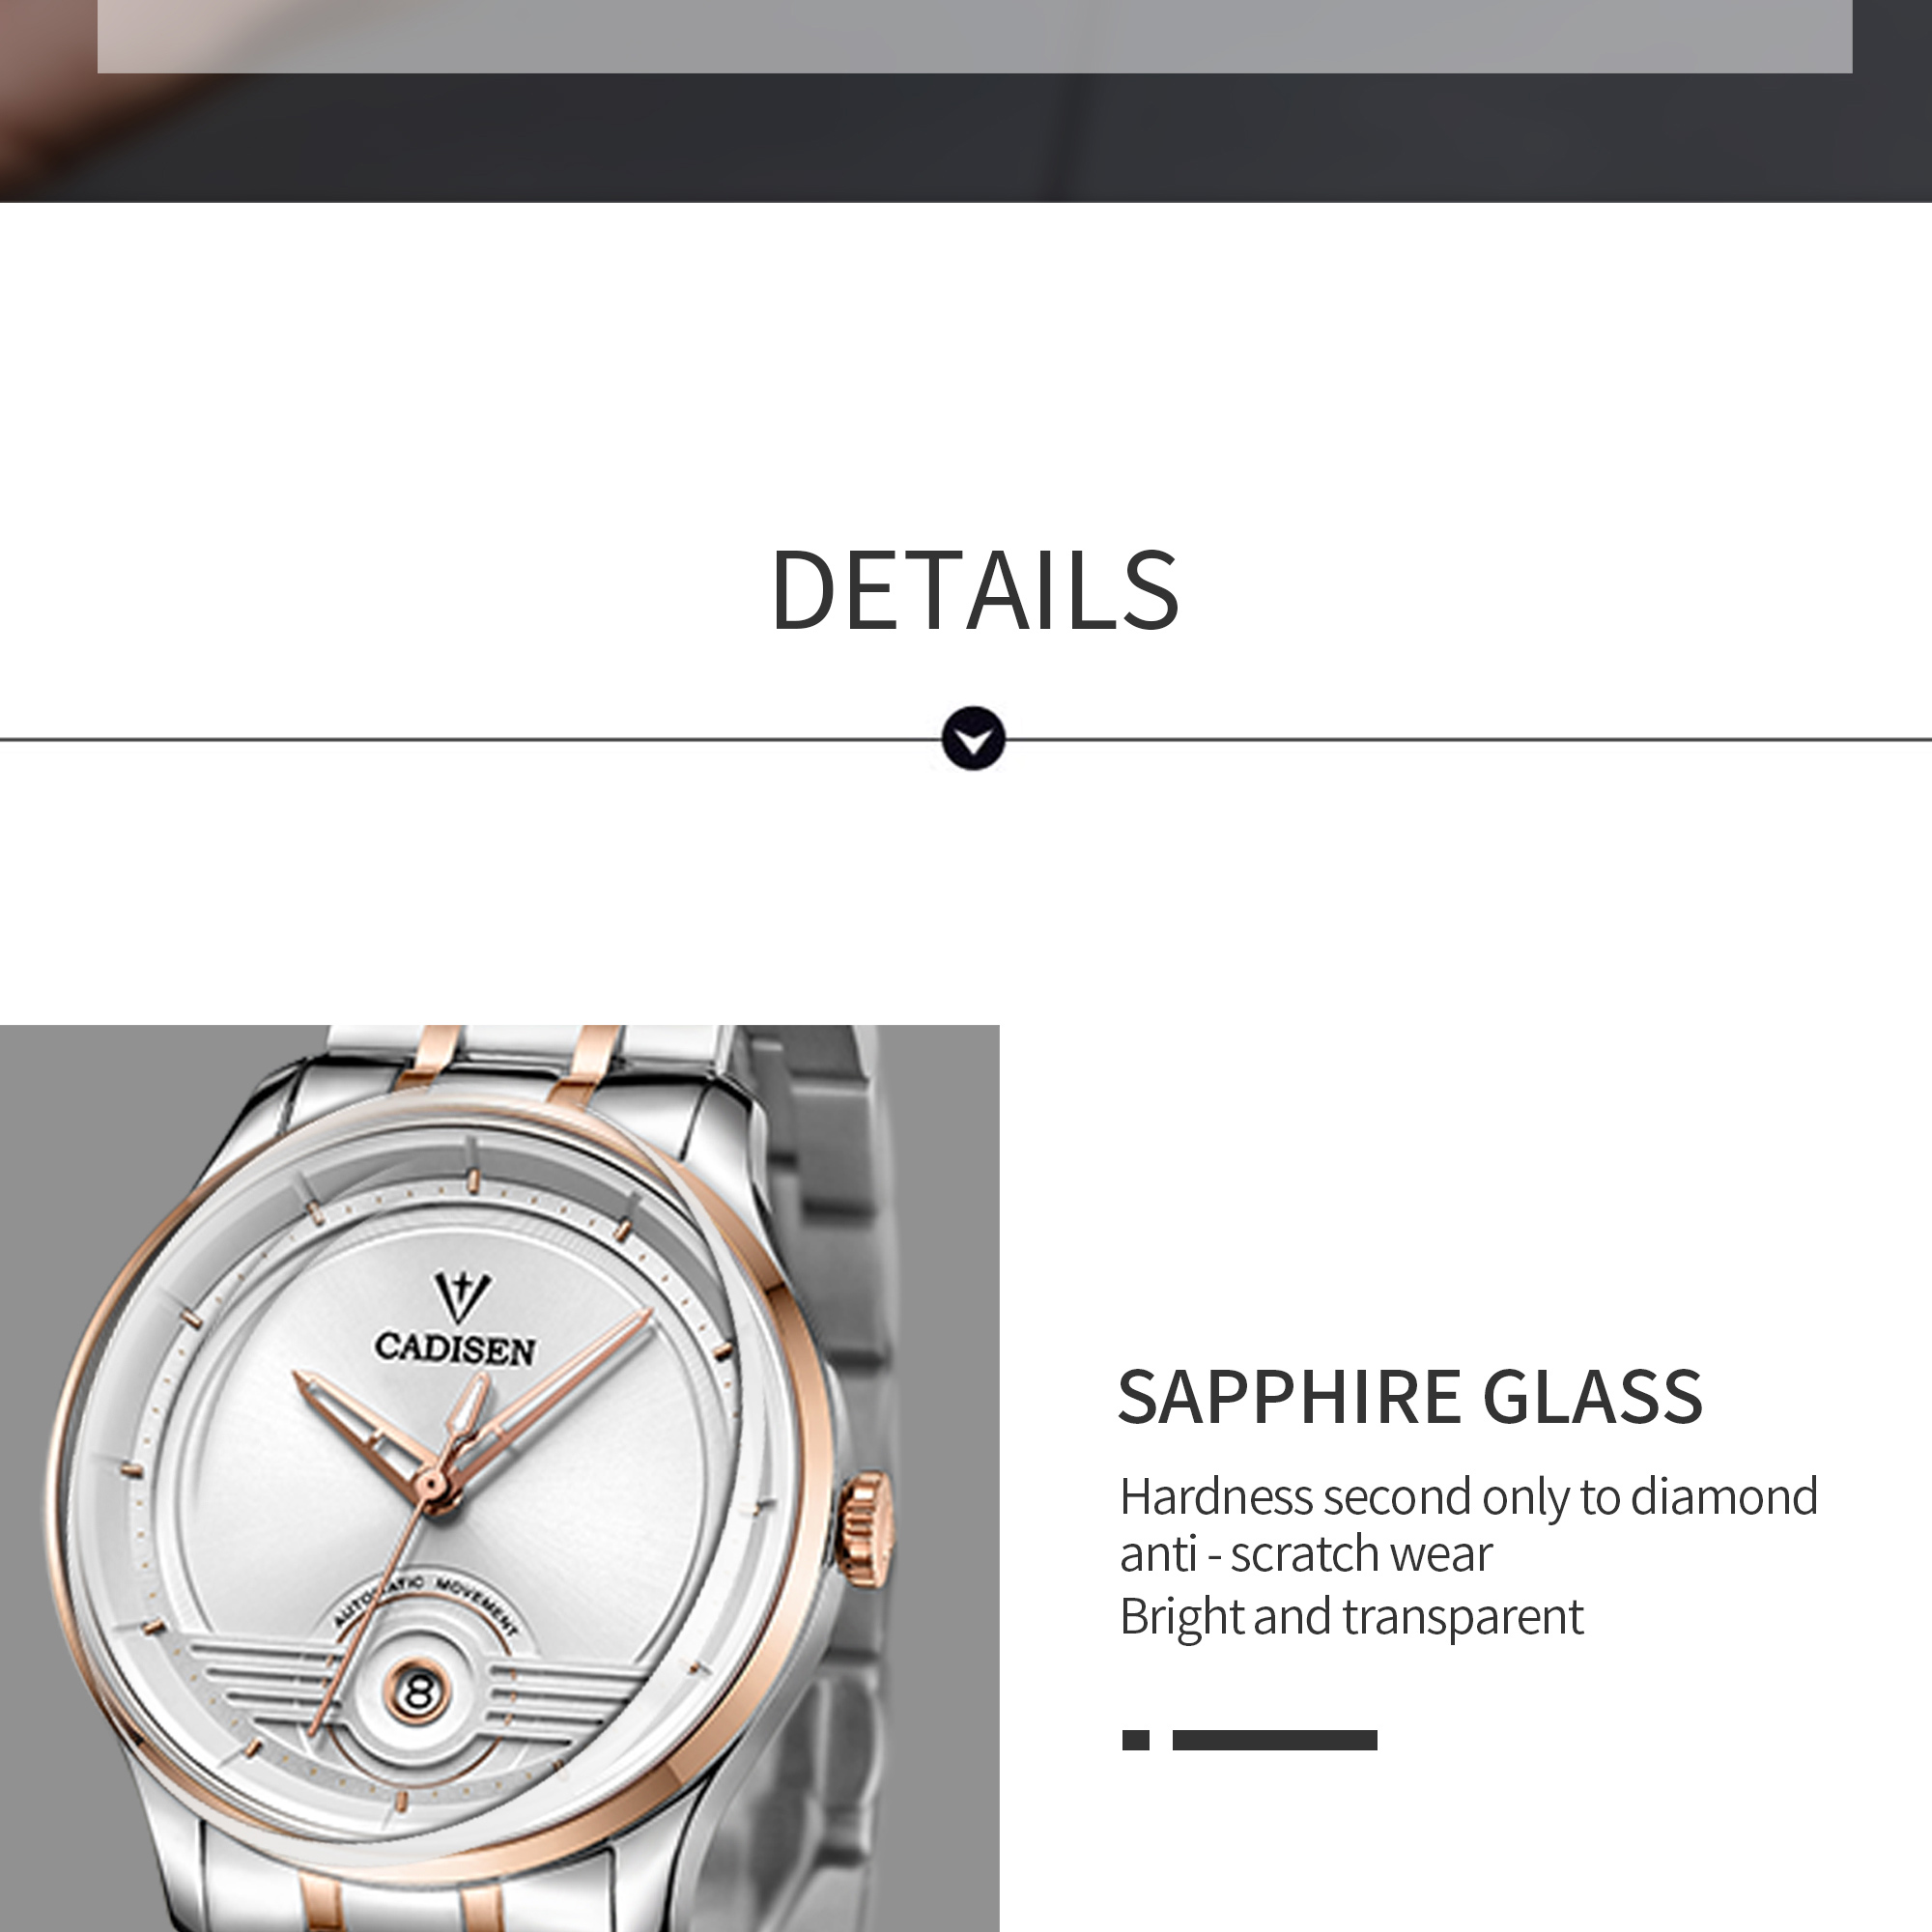 DETAILS
CADISEN
AUTOMATIC MOVEMENT
8
SAPPHIRE GLASS
Hardness second only to diamond
anti - scratch wear
Bright and transparent